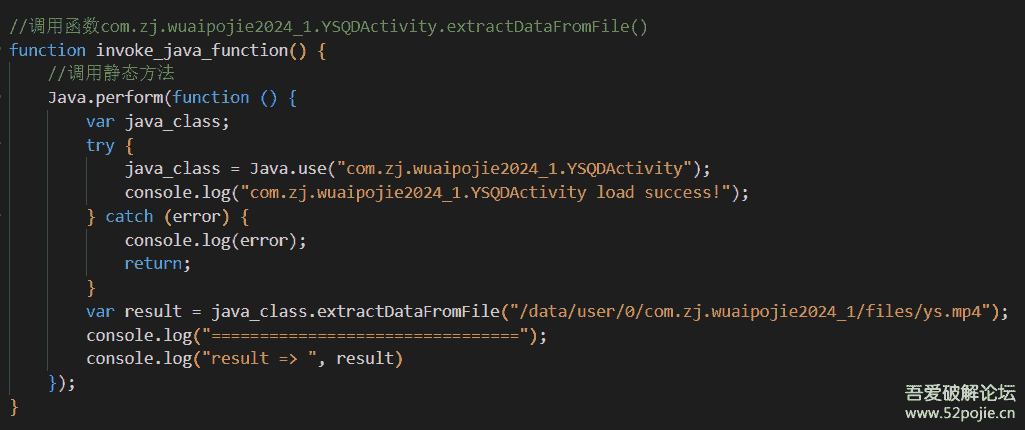 //调用函数com.zj.wuaipojie2024_1.YSQDActivity.extractDataFromFile()
function invoke_java_function() {
    //调用静态方法
    Java.perform(function () {
        var java_class;
        try {
            java_class = Java.use("com.zj.wuaipojie2024_1.YSQDActivity");
            console.log("com.zj.wuaipojie2024_1.YSQDActivity load success!");
        } catch (error) {
            console.log(error);
            return;
        }
        var result = java_class.extractDataFromFile("/data/user/0/com.zj.wuaipojie2024_1/files/ys.mp4");
        console.log("================================");
        console.log("result => ", result)
    });
}
吾爱破解论坛
www.52pojie.cn